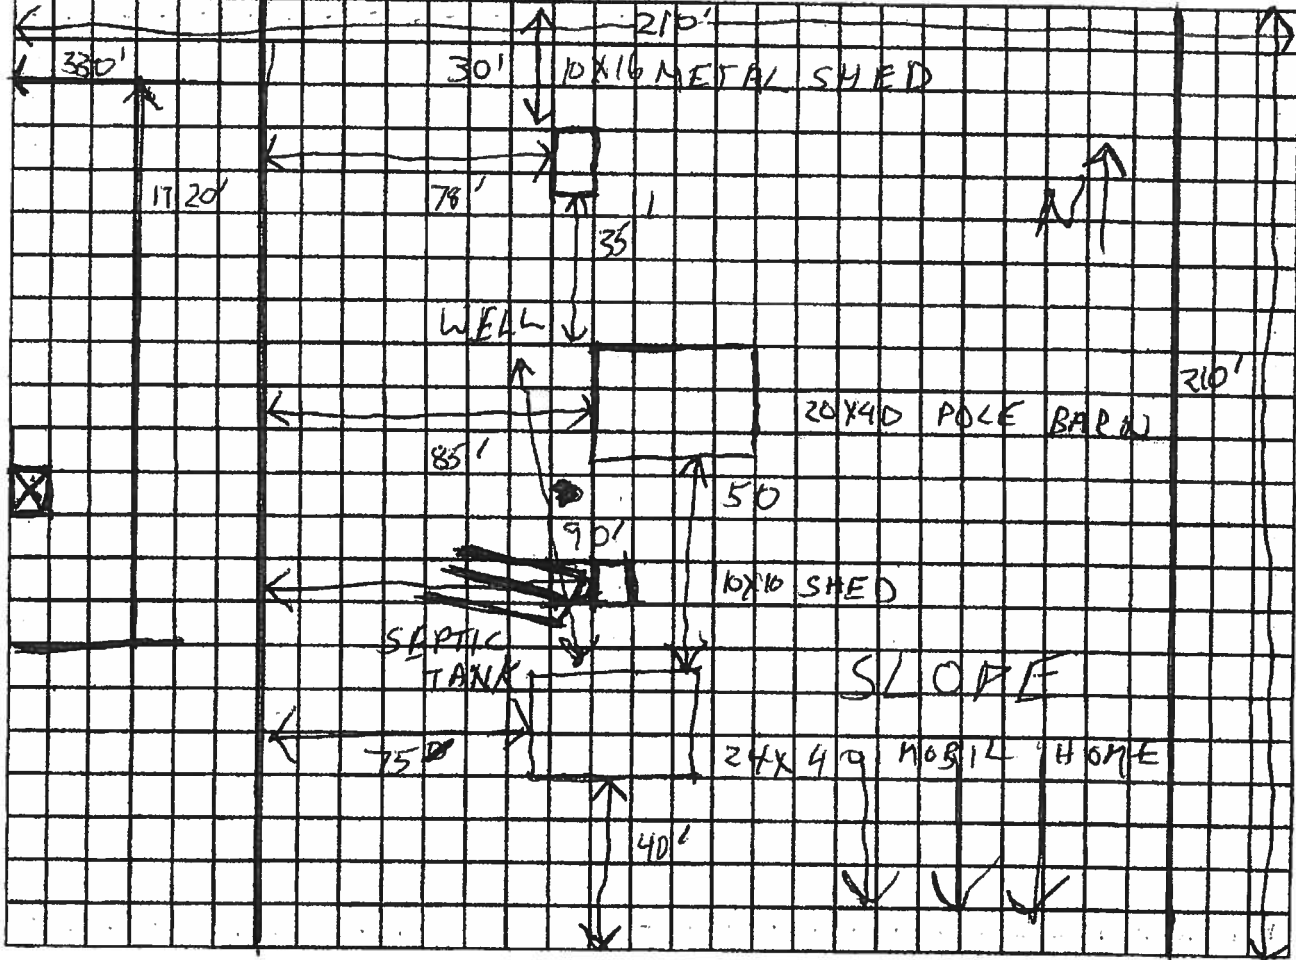 210'
330'
30'
10X16 METAL SHED
1720'
78'
35'
N
WELL
210'
20X40 POLE BARN
85'
50
90'
10X10 SHED
SEPTIC
TANK
SLOPE
75
24X40 MOBIL HOME
40'